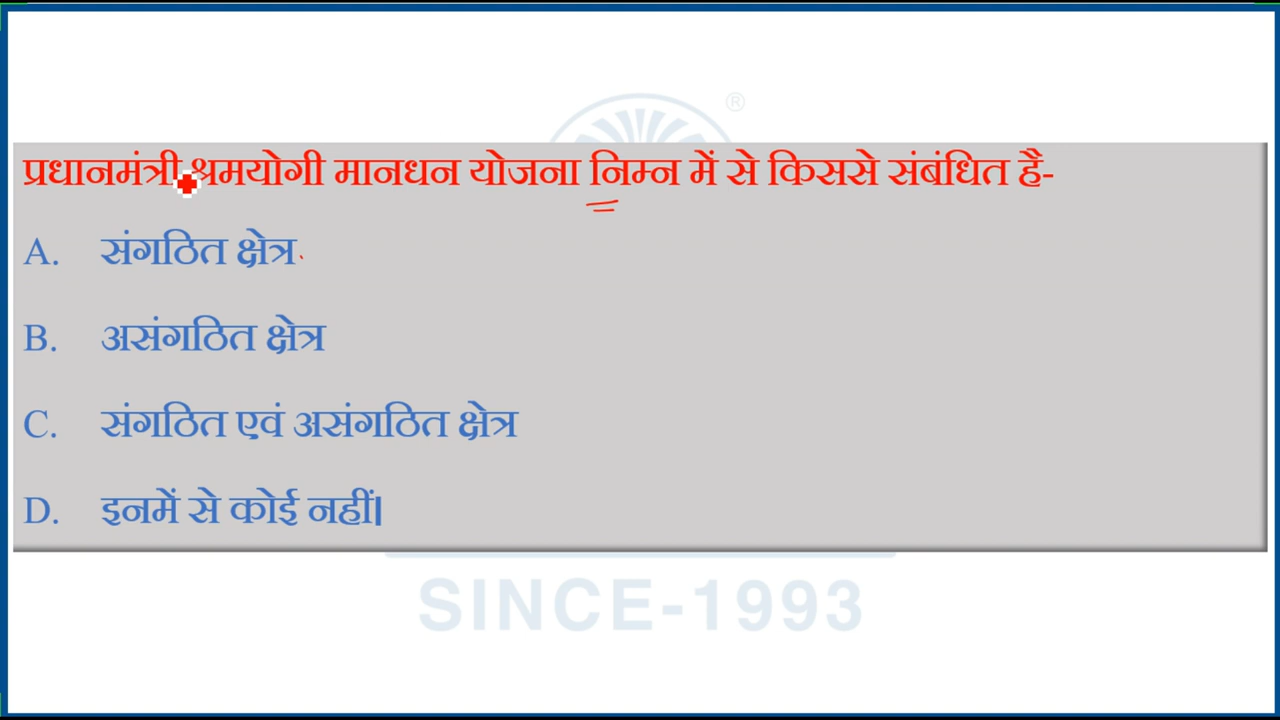 ®
प्रधानमंत्री श्रमयोगी मानधन योजना निम्न में से किससे संबंधित है-
A. संगठित क्षेत्र
B. असंगठित क्षेत्र
C. संगठित एवं असंगठित क्षेत्र
D. इनमें से कोई नहीं।
SINCE-1993